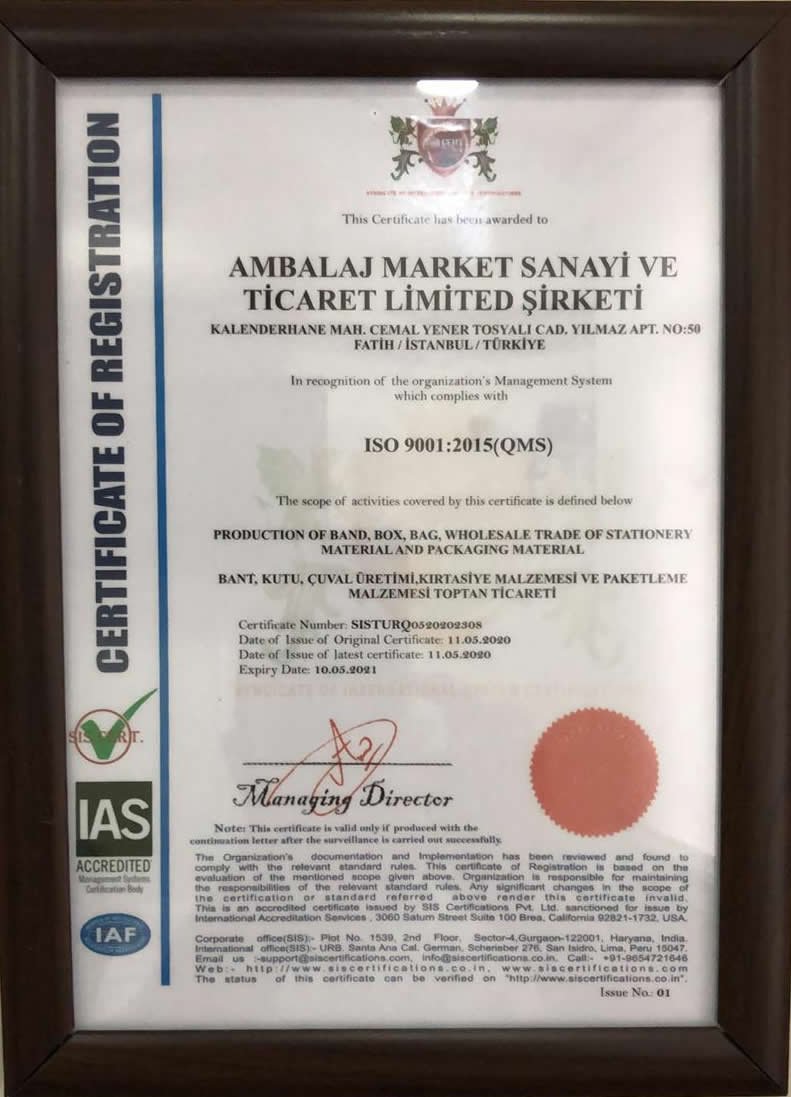 CERTIFICATE OF REGISTRATION
This Certificate has been awarded to
AMBALAJ MARKET SANAYİ VE
TİCARET LİMİTED ŞİRKETİ
KALENDERHANE MAH. CEMAL YENER TOSYALI CAD. YILMAZ APT. NO:50
FATİH / İSTANBUL / TÜRKİYE
In recognition of the organization's Management System
which complies with
ISO 9001:2015(QMS)
The scope of activities covered by this certificate is defined below
PRODUCTION OF BAND, BOX, BAG, WHOLESALE TRADE OF STATIONERY
MATERIAL AND PACKAGING MATERIAL
BANT, KUTU, ÇUVAL ÜRETİMİ,KIRTASİYE MALZEMESİ VE PAKETLEME
MALZEMESİ TOPTAN TİCARETİ
Certificate Number: SISTURQ0520202308
Date of Issue of Original Certificate: 11.05.2020
Date of Issue of latest certificate: 11.05.2020
Expiry Date: 10.05.2021
SIS CERT.
Managing Director
IAS
ACCREDITED
Management Systems
Certification Body
IAF
Note: This certificate is valid only if produced with the
continuation letter after the surveillance is carried out successfully.
The Organization's documentation and Implementation has been reviewed and found to
comply with the relevant standard rules. This certificate of Registration is based on the
evaluation of the mentioned scope given above. Organization is responsible for maintaining
the responsibilities of the relevant standard rules. Any significant changes in the scope of
the certification or standard referred above render this certificate invalid.
This is an accredited certificate issued by SIS Certifications Pvt. Ltd. sanctioned for issue by
International Accreditation Services , 3060 Saturn Street Suite 100 Brea, California 92821-1732, USA.
Corporate office(SIS):- Plot No. 1539, 2nd Floor, Sector-4,Gurgaon-122001, Haryana, India.
International office(SIS):- URB. Santa Ana Cal. German, Scherieber 276, San Isidro, Lima, Peru 15047.
Email us :-support@siscertifications.com, info@siscertifications.co.in. Call:- +91-9654721646
Web:- http://www.siscertifications.co.in, www.siscertifications.com
The status of this certificate can be verified on "http://www.siscertifications.co.in".
Issue No.: 01